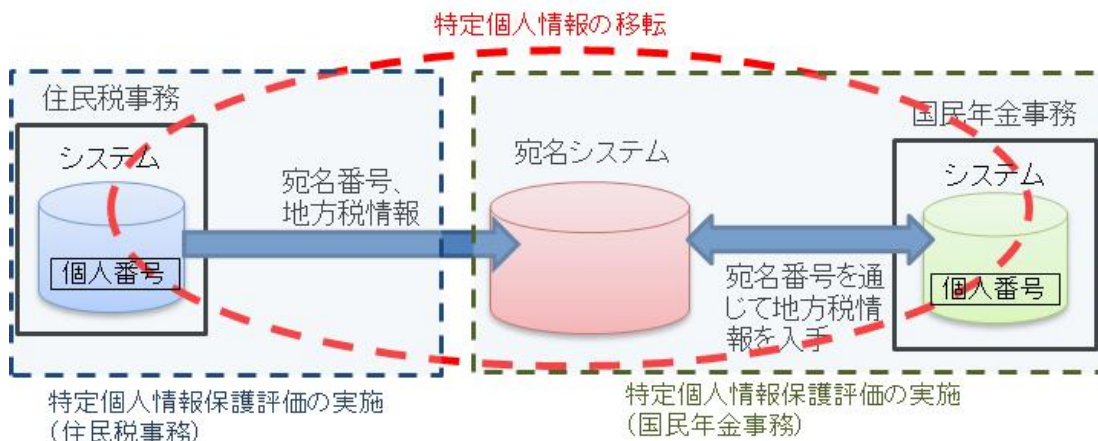 特定個人情報の移転
住民税事務
システム
個人番号
宛名番号、
地方税情報
宛名システム
国民年金事務
システム
個人番号
宛名番号を通
じて地方税情
報を入手
特定個人情報保護評価の実施
（住民税事務）
特定個人情報保護評価の実施
（国民年金事務）